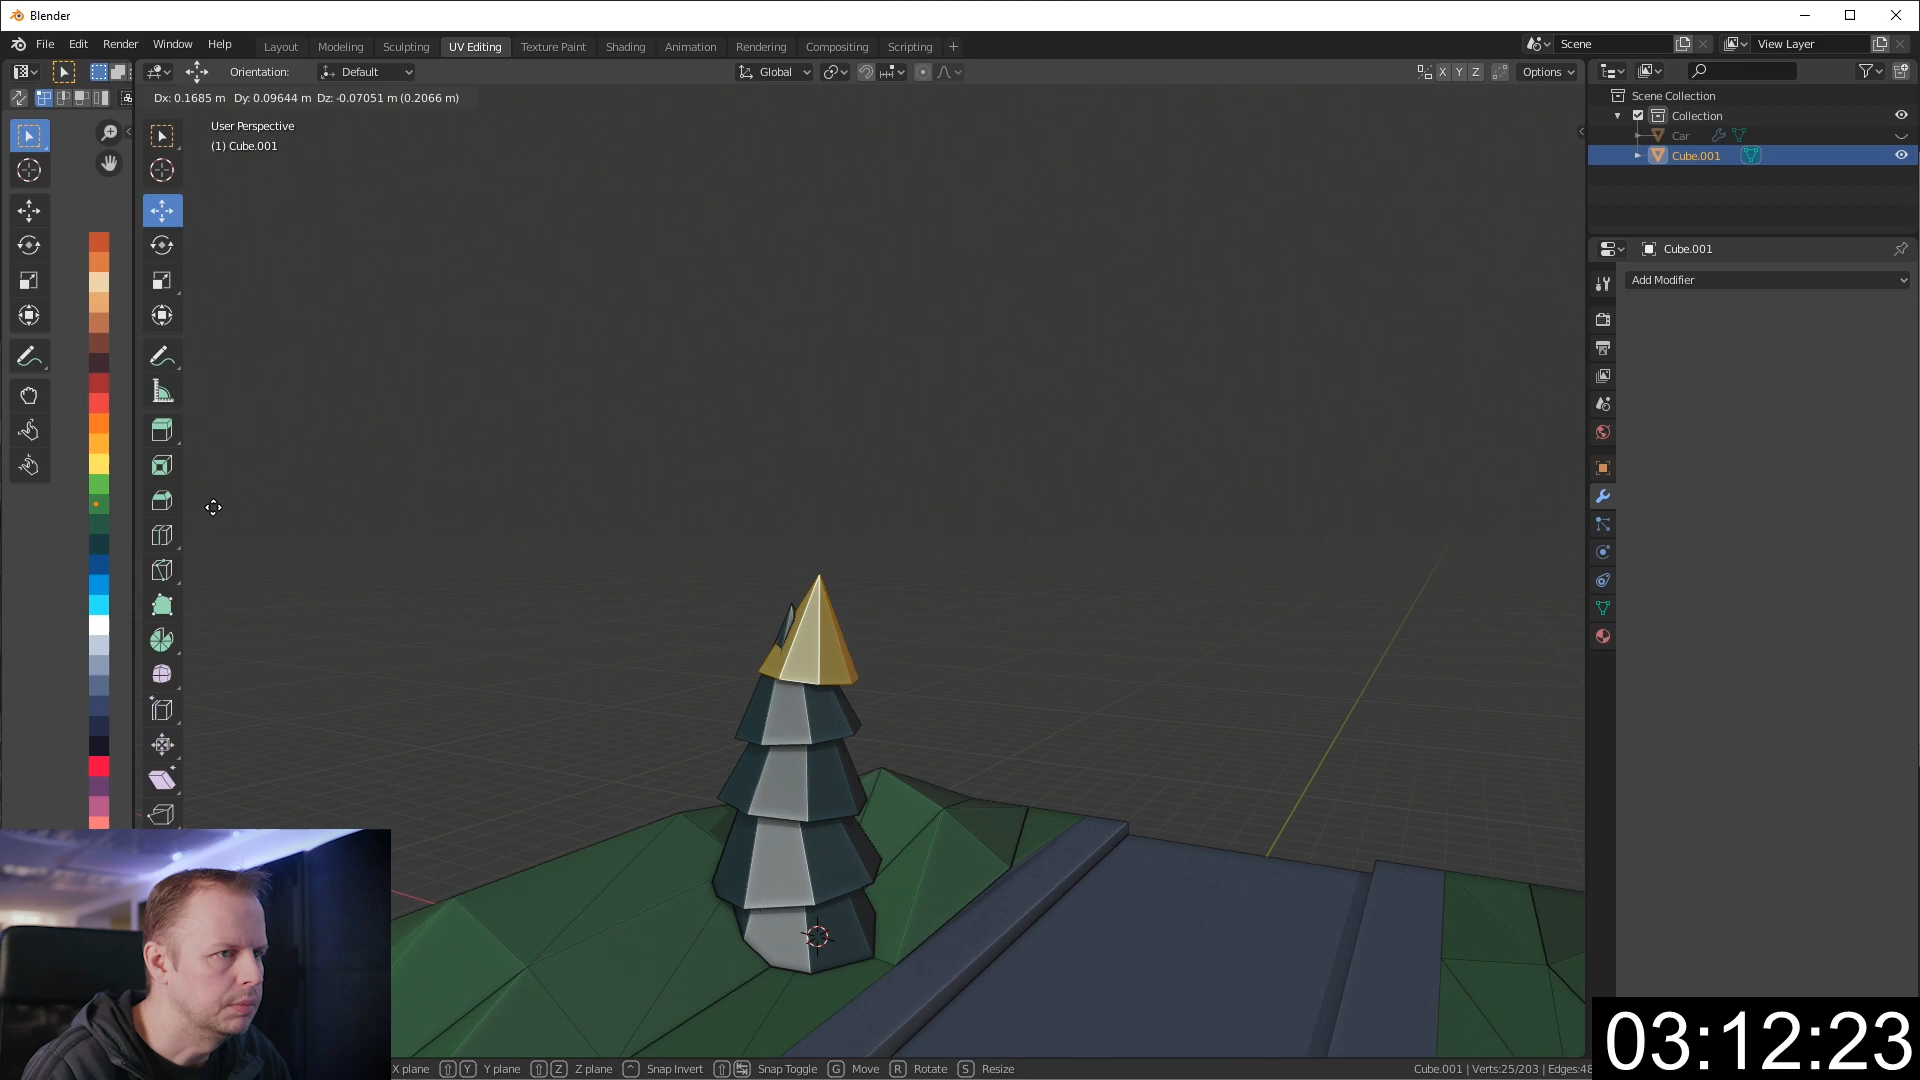 Blender
File Edit Render Window Help
Layout Modeling Sculpting UV Editing Texture Paint Shading Animation Rendering Compositing Scripting
Scene
View Layer
Orientation: Default
Global
X Y Z
Options
Dx: 0.1685 m Dy: 0.09644 m Dz: -0.07051 m (0.2066 m)
User Perspective
(1) Cube.001
Scene Collection
Collection
Car
Cube.001
Cube.001
Add Modifier
X plane Y Y plane Z Z plane Snap Invert Snap Toggle G Move R Rotate S Resize
Cube.001 | Verts:25/203 | Edges:48
03:12:23